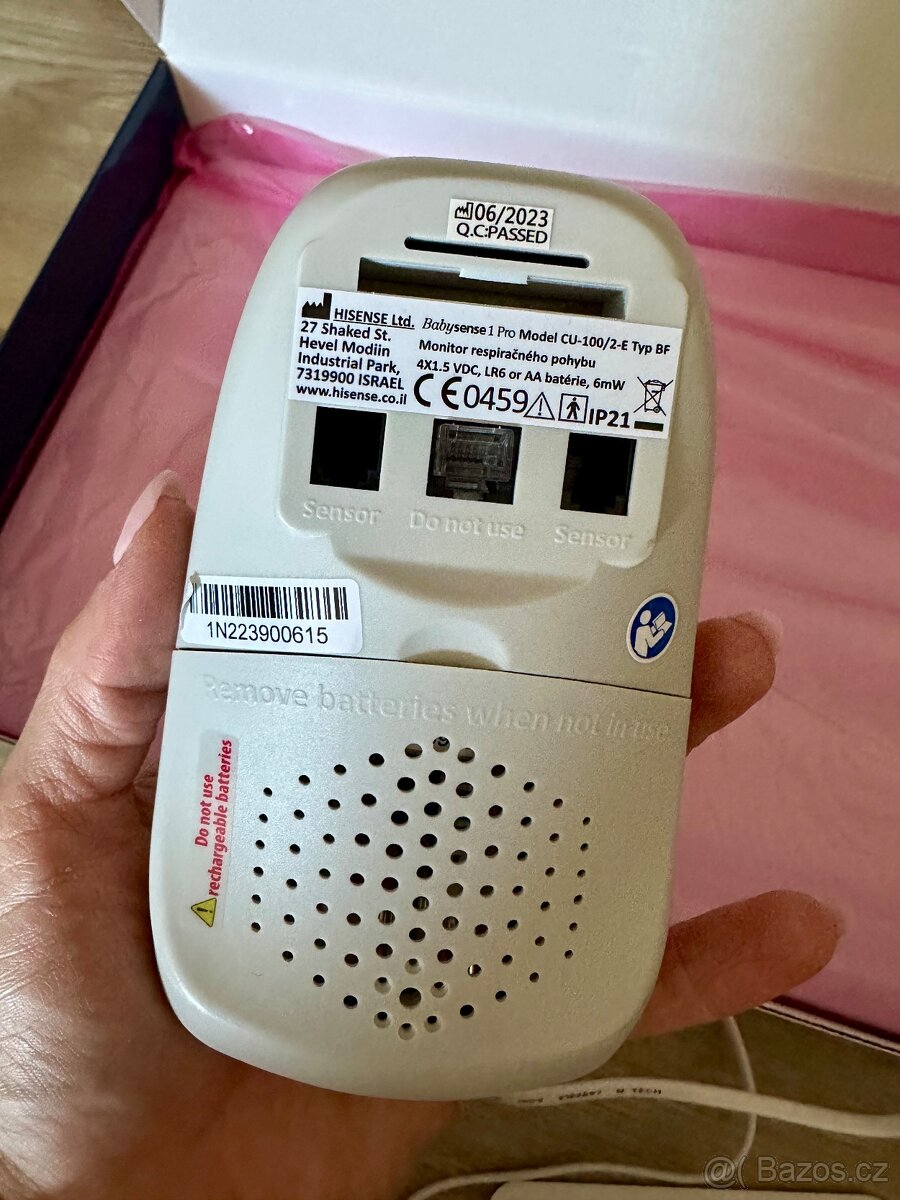 06/2023
Q.C:PASSED
HISENSE Ltd.
27 Shaked St.
Hevel Modiin
Industrial Park,
7319900 ISRAEL
www.hisense.co.il
Babysense 1 Pro Model CU-100/2-E Typ BF
Monitor respiračného pohybu
4X1.5 VDC, LR6 or AA batérie, 6mW
CE0459
IP21
Sensor
Do not use
Sensor
1N223900615
Remove batteries when not in use
Do not use
rechargeable batteries
Bazos.cz